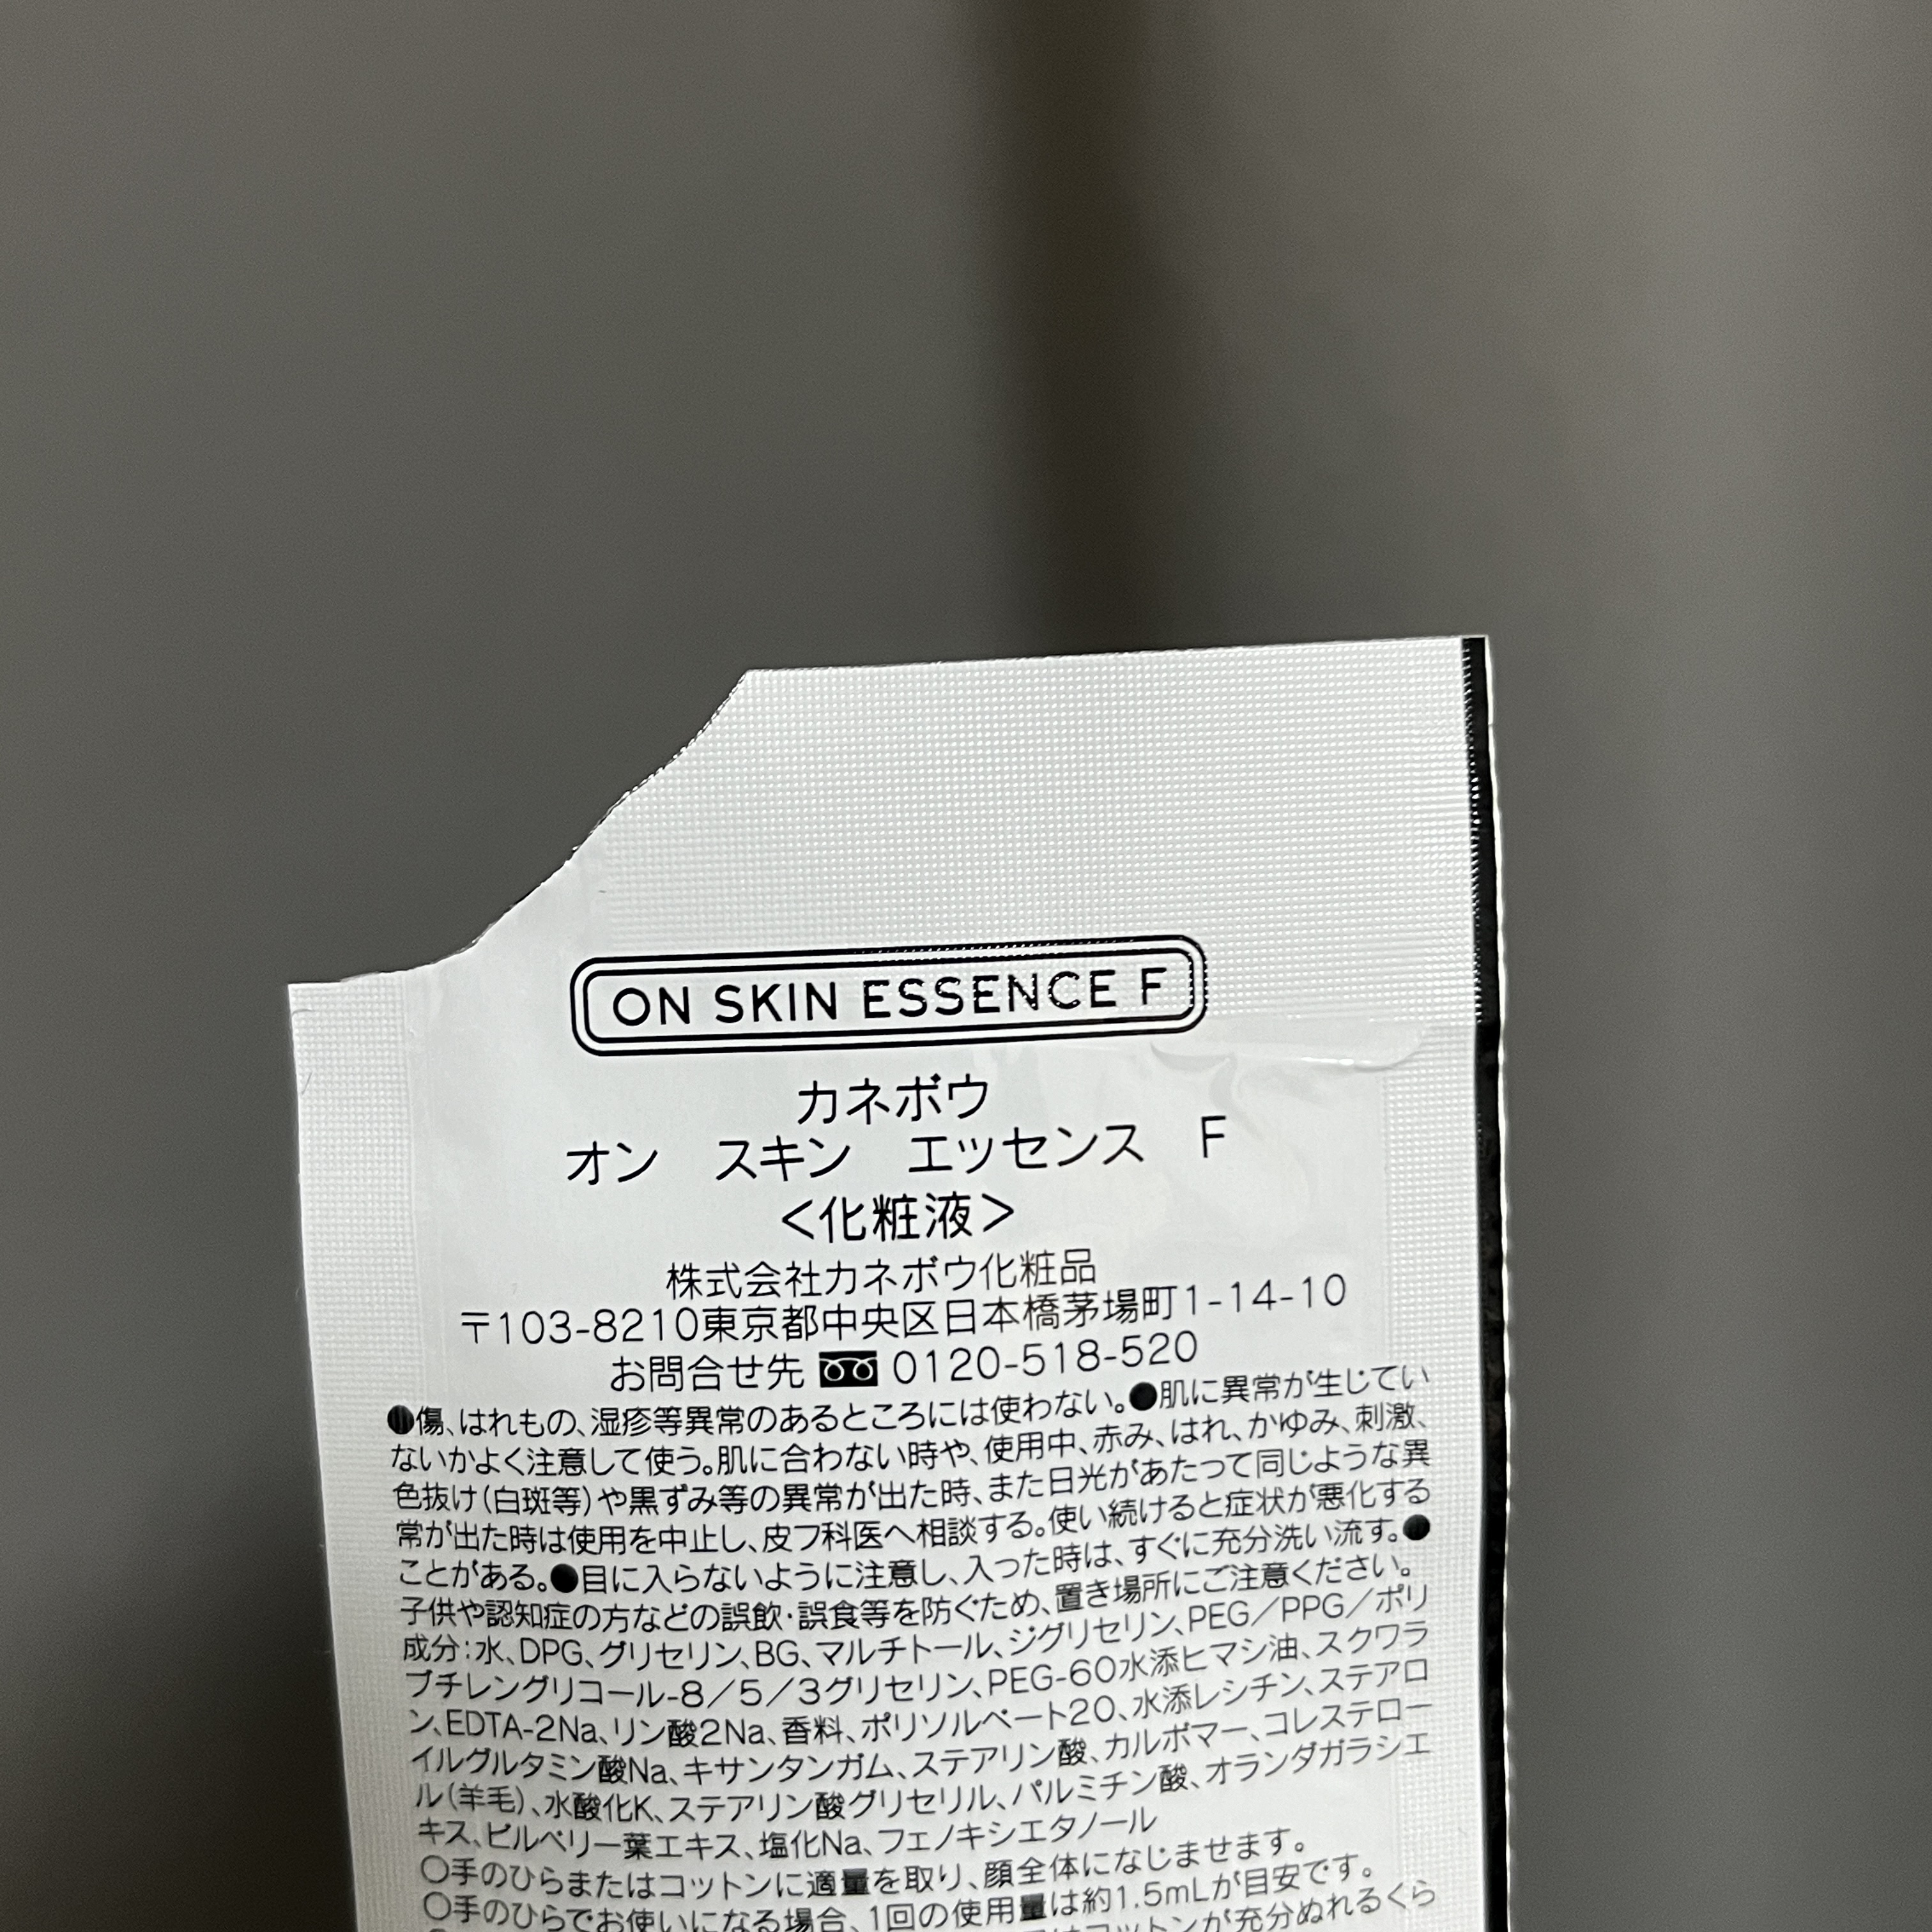 ON SKIN ESSENCE F
カネボウ
オン スキン エッセンス F
<化粧液>
株式会社カネボウ化粧品
〒103-8210東京都中央区日本橋茅場町1-14-10
お問合せ先 0120-518-520
●傷、はれもの、湿疹等異常のあるところには使わない。●肌に異常が生じてい
ないかよく注意して使う。肌に合わない時や、使用中、赤み、はれ、かゆみ、刺激、
色抜け(白斑等)や黒ずみ等の異常が出た時、また日光があたって同じような異
常が出た時は使用を中止し、皮フ科医へ相談する。使い続けると症状が悪化する
ことがある。●目に入らないように注意し、入った時は、すぐに充分洗い流す。●
子供や認知症の方などの誤飲・誤食等を防ぐため、置き場所にご注意ください。
成分:水、DPG、グリセリン、BG、マルチトール、ジグリセリン、PEG/PPG/ポリ
ブチレングリコール-8/5/3グリセリン、PEG-60水添ヒマシ油、スクワラ
ン、EDTA-2Na、リン酸2Na、香料、ポリソルベート20、水添レシチン、ステアロ
イルグルタミン酸Na、キサンタンガム、ステアリン酸、カルボマー、コレステロー
ル(羊毛)、水酸化K、ステアリン酸グリセリル、パルミチン酸、オランダガラシエ
キス、ビルベリー葉エキス、塩化Na、フェノキシエタノール
○手のひらまたはコットンに適量を取り、顔全体になじませます。
○手のひらでお使いになる場合、1回の使用量は約1.5mLが目安です。
はコットンが充分ぬれるくら